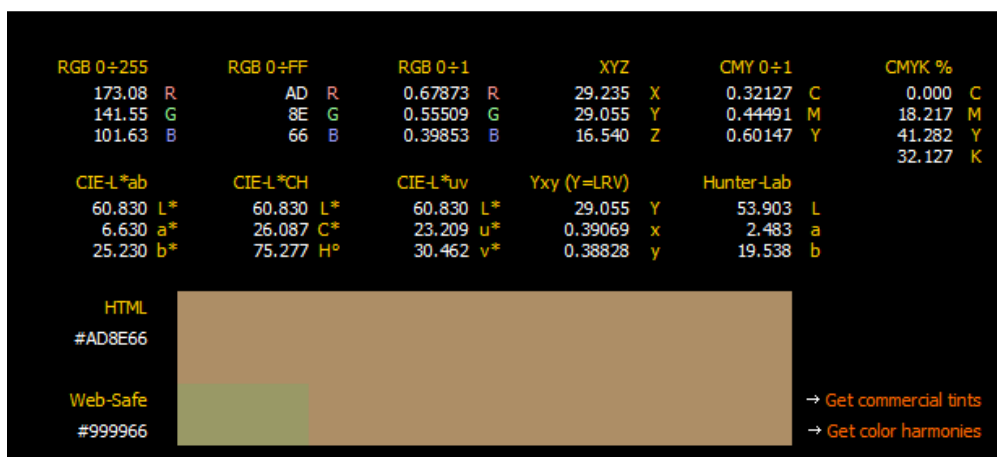 RGB 0÷255 RGB 0÷FF RGB 0÷1 XYZ CMY 0÷1 CMYK %
173.08 R AD R 0.67873 R 29.235 X 0.32127 C 0.000 C
141.55 G 8E G 0.55509 G 29.055 Y 0.44491 M 18.217 M
101.63 B 66 B 0.39853 B 16.540 Z 0.60147 Y 41.282 Y
32.127 K
CIE-L*ab CIE-L*CH CIE-L*uv Yxy (Y=LRV) Hunter-Lab
60.830 L* 60.830 L* 60.830 L* 29.055 Y 53.903 L
6.630 a* 26.087 C* 23.209 u* 0.39069 x 2.483 a
25.230 b* 75.277 H° 30.462 v* 0.38828 y 19.538 b
HTML
#AD8E66
Web-Safe → Get commercial tints
#999966 → Get color harmonies